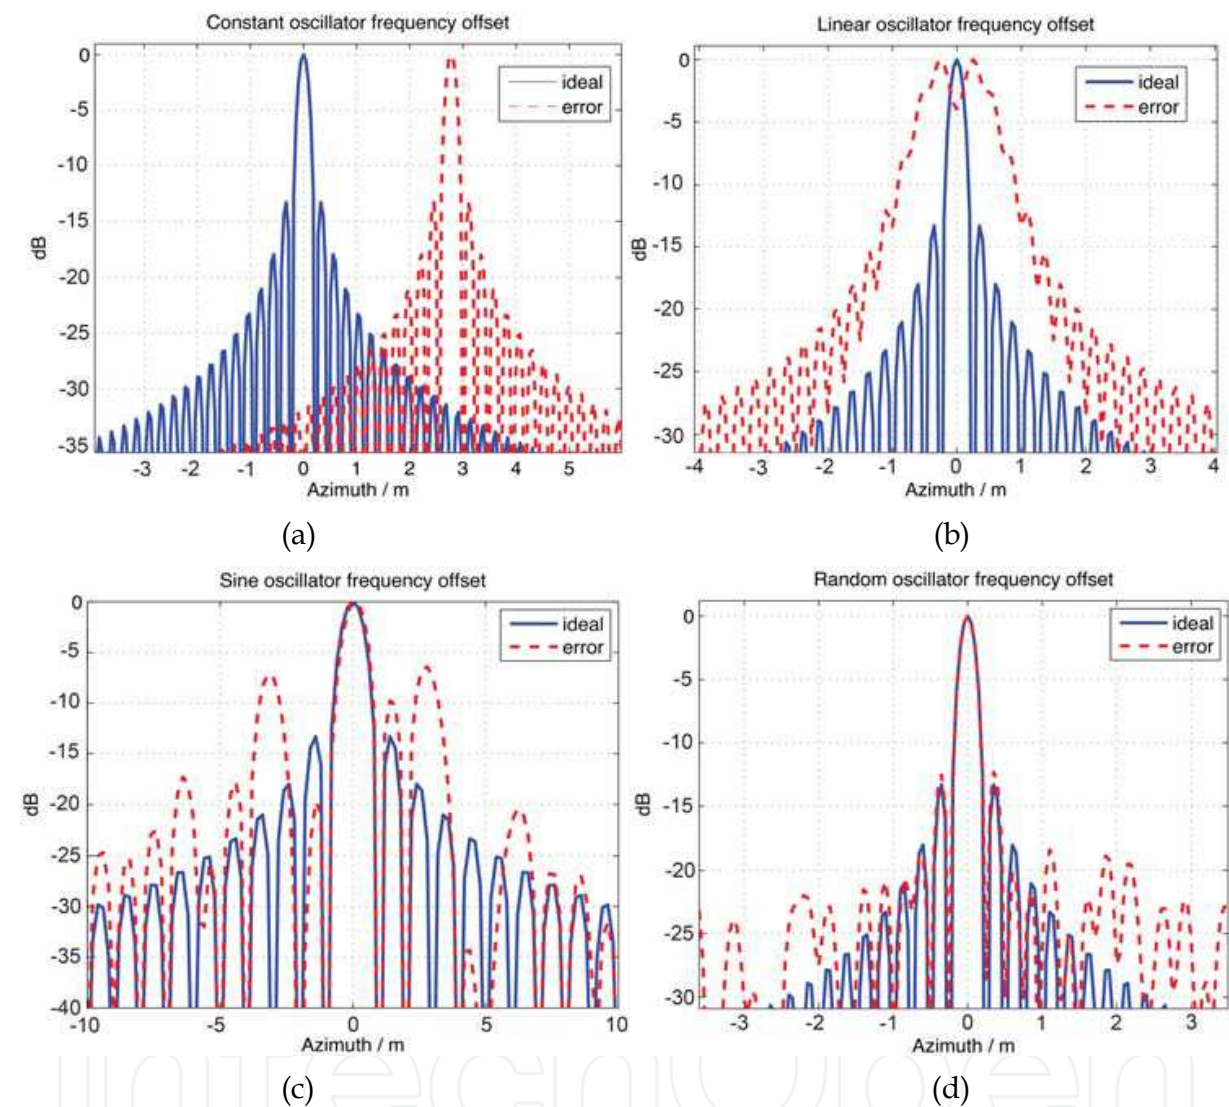 Constant oscillator frequency offset
0
-5
-10
-15
-20
-25
-30
-35
dB
ideal
error
-3 -2 -1 0 1 2 3 4 5
Azimuth / m
(a)
Linear oscillator frequency offset
0
-5
-10
-15
-20
-25
-30
dB
ideal
error
-4 -3 -2 -1 0 1 2 3 4
Azimuth / m
(b)
Sine oscillator frequency offset
0
-5
-10
-15
-20
-25
-30
-35
-40
dB
ideal
error
-10 -5 0 5 10
Azimuth / m
(c)
Random oscillator frequency offset
0
-5
-10
-15
-20
-25
-30
dB
ideal
error
-3 -2 -1 0 1 2 3
Azimuth / m
(d)